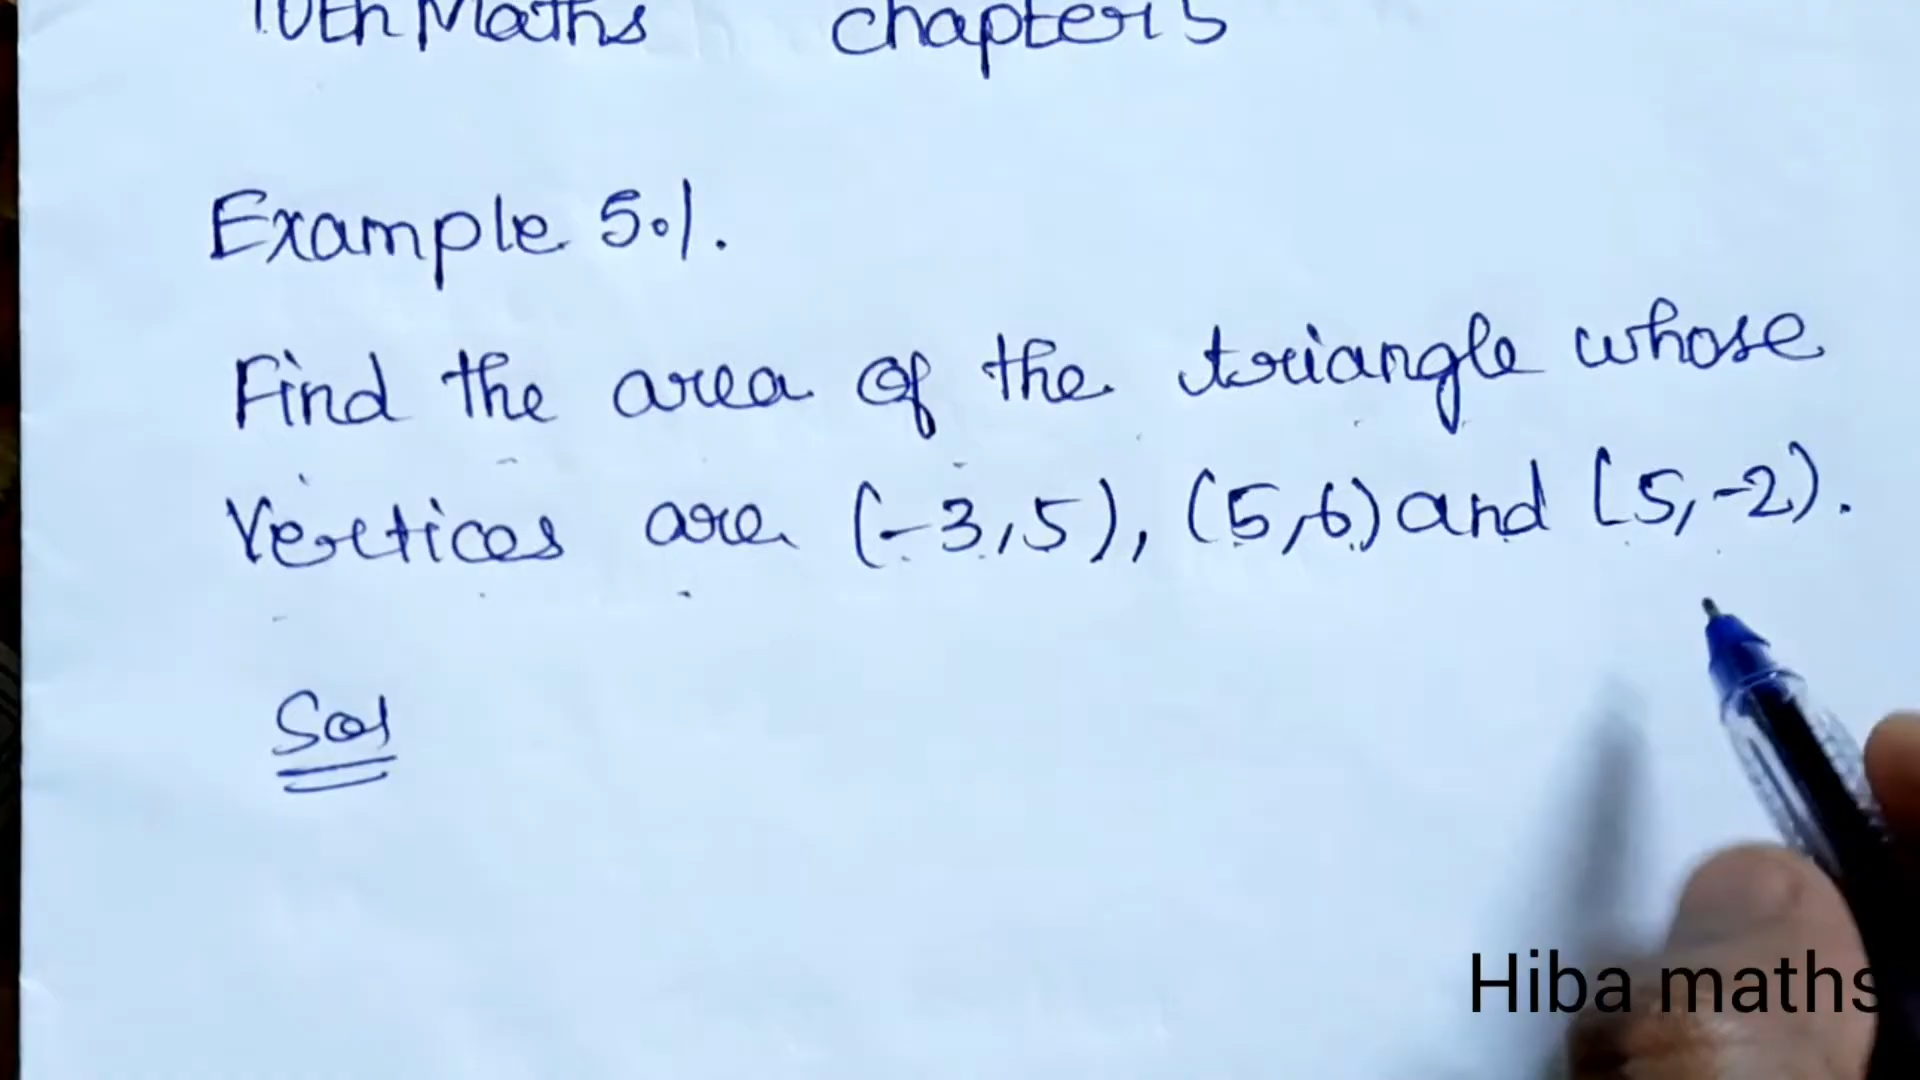 10th Maths chapter 5
Example 5.1.
Find the area of the triangle whose
vertices are (-3,5), (5,6) and (5,-2).
Sol
Hiba maths